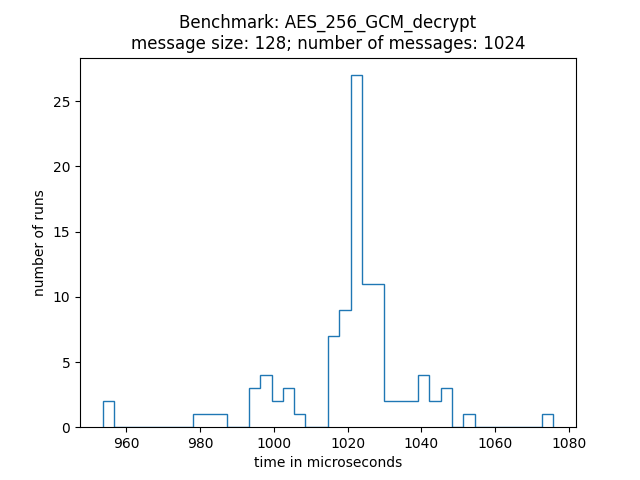 Benchmark: AES_256_GCM_decrypt
message size: 128; number of messages: 1024
25
20
15
10
5
0
number of runs
960 980 1000 1020 1040 1060 1080
time in microseconds